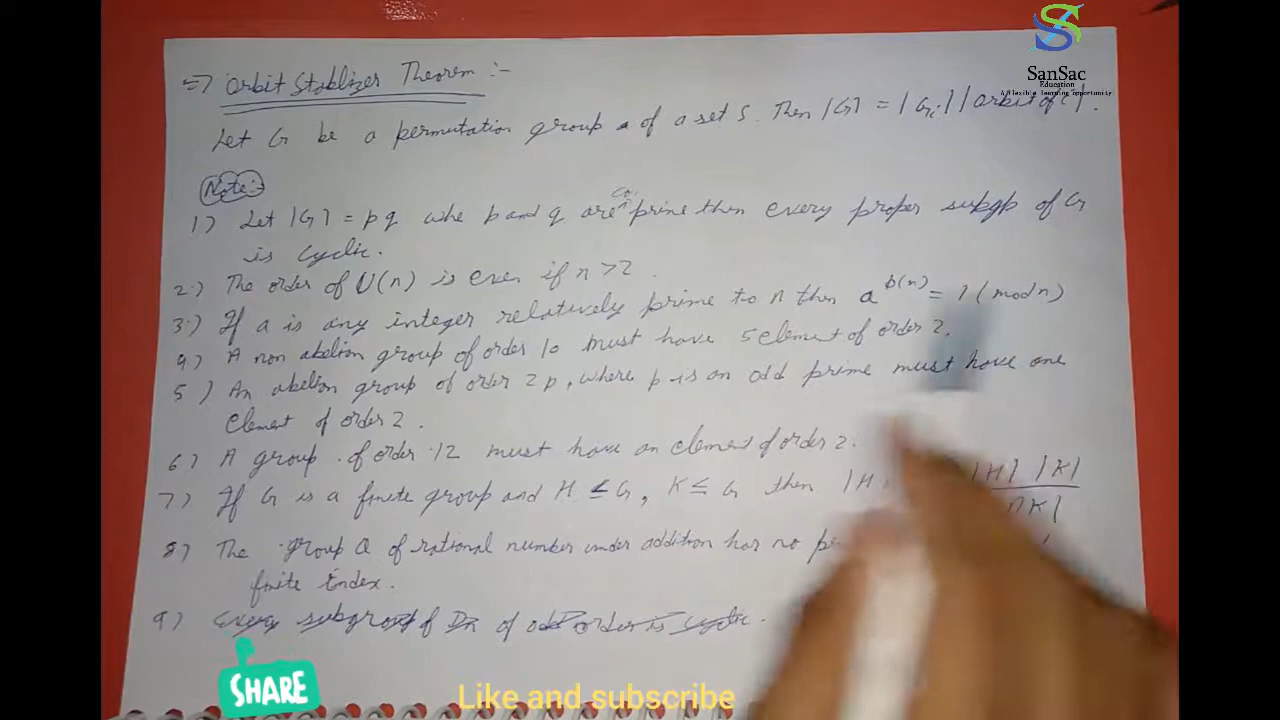 SanSac
Education
A flexible learning opportunity
=> Orbit Stablizer Theorem :-
Let G be a permutation group of a set S. Then |G| = |Gi| |orbit of i|.
Note:-
1) Let |G| = pq whe p and q are co prime then every proper subgp of G
is cyclic.
2.) The order of U(n) is even if n >2.
3.) If a is any integer relatively prime to n then a^ϕ(n) = 1 (mod n)
4.) A non abelian group of order 10 must have 5 element of order 2.
5) An abelian group of order 2p, where p is an odd prime must have one
element of order 2.
6) A group of order 12 must have an element of order 2.
7) If G is a finite group and H ≤ G, K ≤ G then |H |H| |K|
∩K|
8) The group Q of rational number under addition has no
finite index.
9) Every subgroup of Dn of odd order is cyclic.
SHARE
Like and subscribe